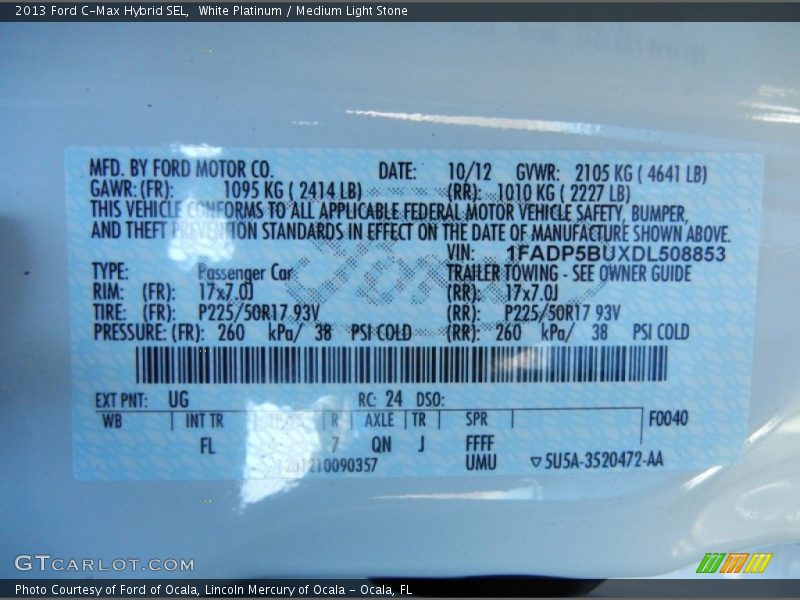 2013 Ford C-Max Hybrid SEL, White Platinum / Medium Light Stone
MFD. BY FORD MOTOR CO. DATE: 10/12 GVWR: 2105 KG ( 4641 LB)
GAWR: (FR): 1095 KG ( 2414 LB) (RR): 1010 KG ( 2227 LB)
THIS VEHICLE CONFORMS TO ALL APPLICABLE FEDERAL MOTOR VEHICLE SAFETY, BUMPER,
AND THEFT PREVENTION STANDARDS IN EFFECT ON THE DATE OF MANUFACTURE SHOWN ABOVE.
VIN: 1FADP5BUXDL508853
TYPE: Passenger Car TRAILER TOWING - SEE OWNER GUIDE
RIM: (FR): 17x7.0J (RR): 17x7.0J
TIRE: (FR): P225/50R17 93V (RR): P225/50R17 93V
PRESSURE: (FR): 260 kPa/ 38 PSI COLD (RR): 260 kPa/ 38 PSI COLD
EXT PNT: UG RC: 24 DSO:
WB INT TR R AXLE TR SPR F0040
FL 7 QN J FFFF
1201210090357 UMU ▽5U5A-3520472-AA
GTCARLOT.COM
Photo Courtesy of Ford of Ocala, Lincoln Mercury of Ocala - Ocala, FL